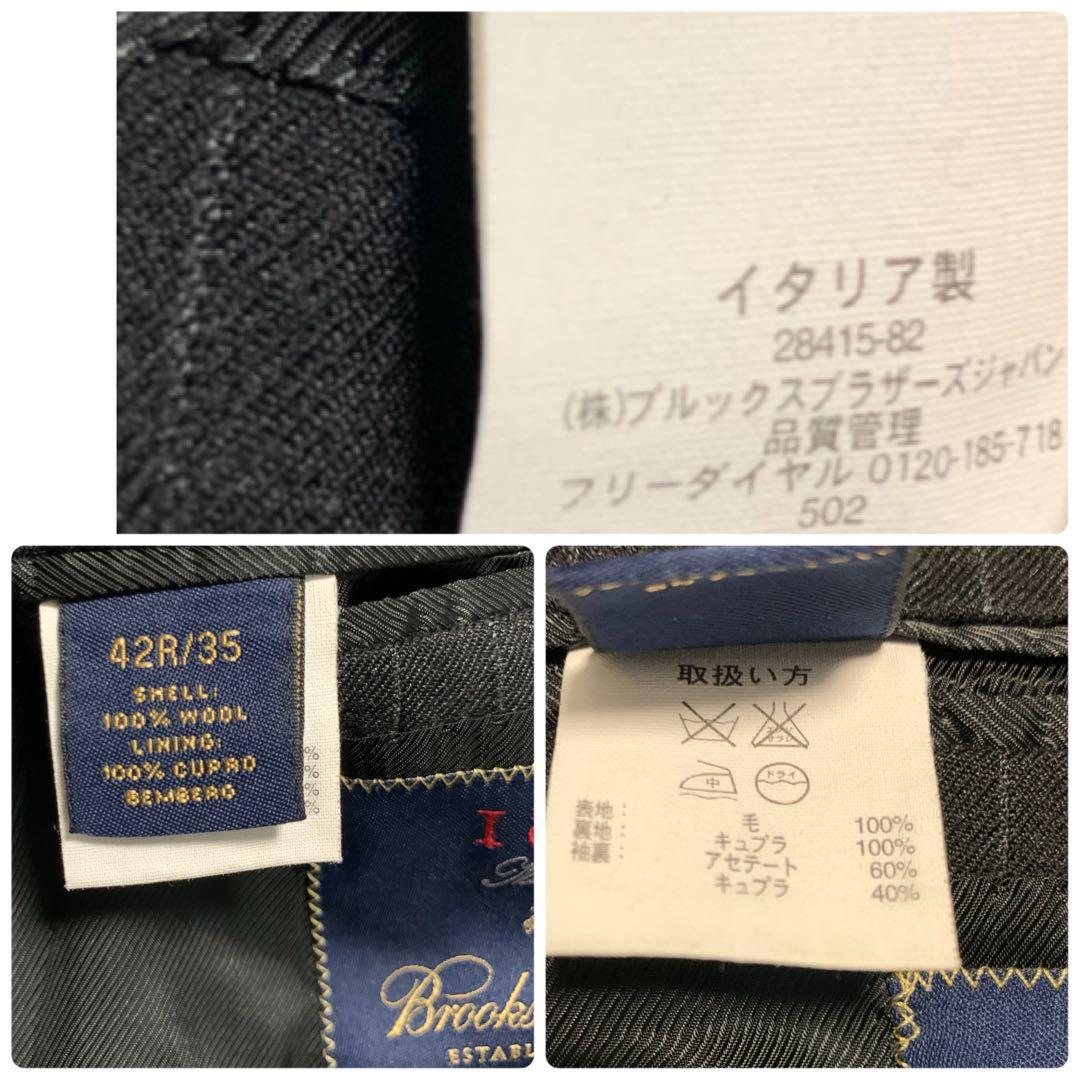 イタリア製
28415-82
(株)ブルックスブラザーズジャパン
品質管理
フリーダイヤル 0120-185-718
502
42R/35
SHELL:
100% WOOL
LINING:
100% CUPRO
BEMBERG
%
%
%
%
Brooks
ESTABL
取扱い方
中 ドライ
表地: 毛 100%
裏地: キュプラ 100%
袖裏: アセテート 60%
キュプラ 40%